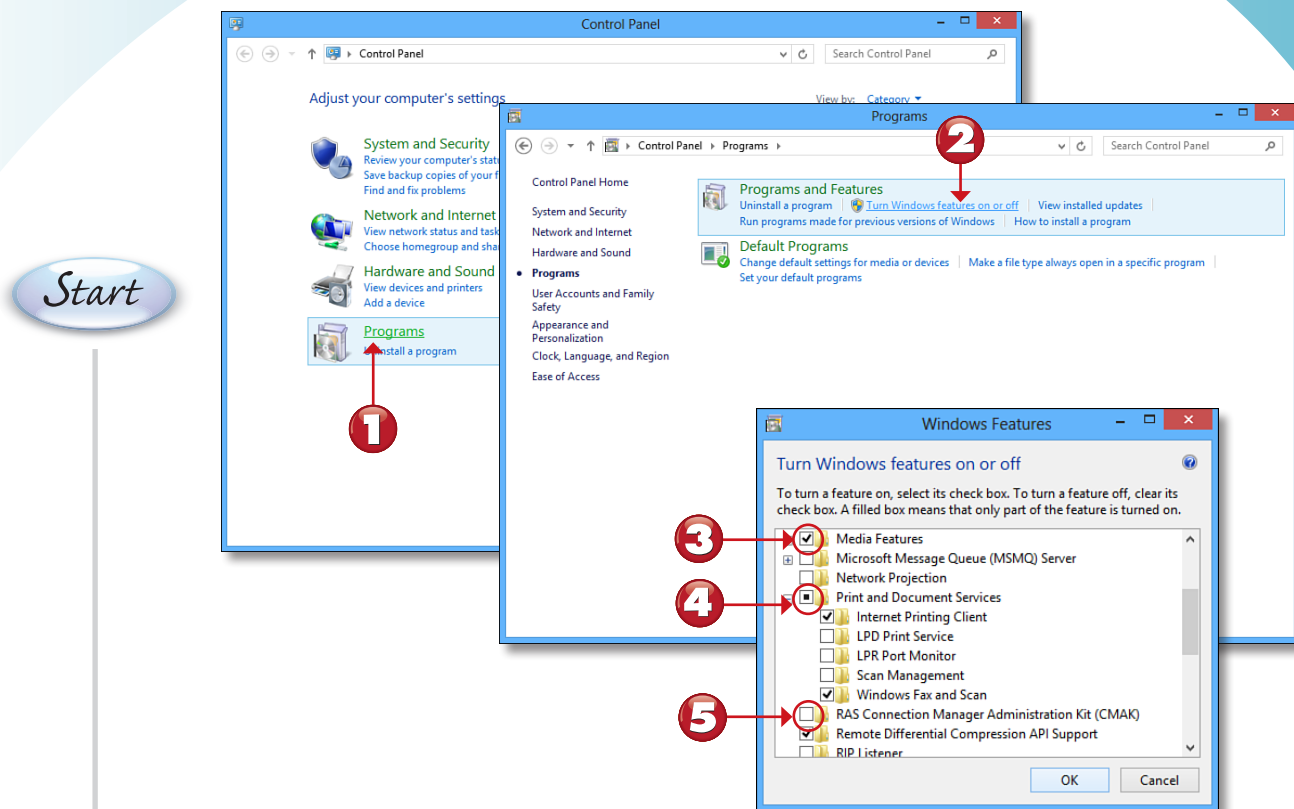 Control Panel
Control Panel
Search Control Panel
Adjust your computer's settings
View by: Category
System and Security
Review your computer's
Save backup copies of your
Find and fix problems
Network and Internet
View network status and
Choose homegroup and
Hardware and Sound
View devices and printers
Add a device
Programs
Uninstall a program
1
Start
Programs
2
Control Panel Programs
Search Control Panel
Control Panel Home
System and Security
Network and Internet
Hardware and Sound
Programs
User Accounts and Family
Safety
Appearance and
Personalization
Clock, Language, and Region
Ease of Access
Programs and Features
Uninstall a program Turn Windows features on or off View installed updates
Run programs made for previous versions of Windows How to install a program
Default Programs
Change default settings for media or devices Make a file type always open in a specific program
Set your default programs
Windows Features
Turn Windows features on or off
To turn a feature on, select its check box. To turn a feature off, clear its
check box. A filled box means that only part of the feature is turned on.
3
Media Features
Microsoft Message Queue (MSMQ) Server
Network Projection
4
Print and Document Services
Internet Printing Client
LPD Print Service
LPR Port Monitor
Scan Management
Windows Fax and Scan
5
RAS Connection Manager Administration Kit (CMAK)
Remote Differential Compression API Support
RIP Listener
OK Cancel